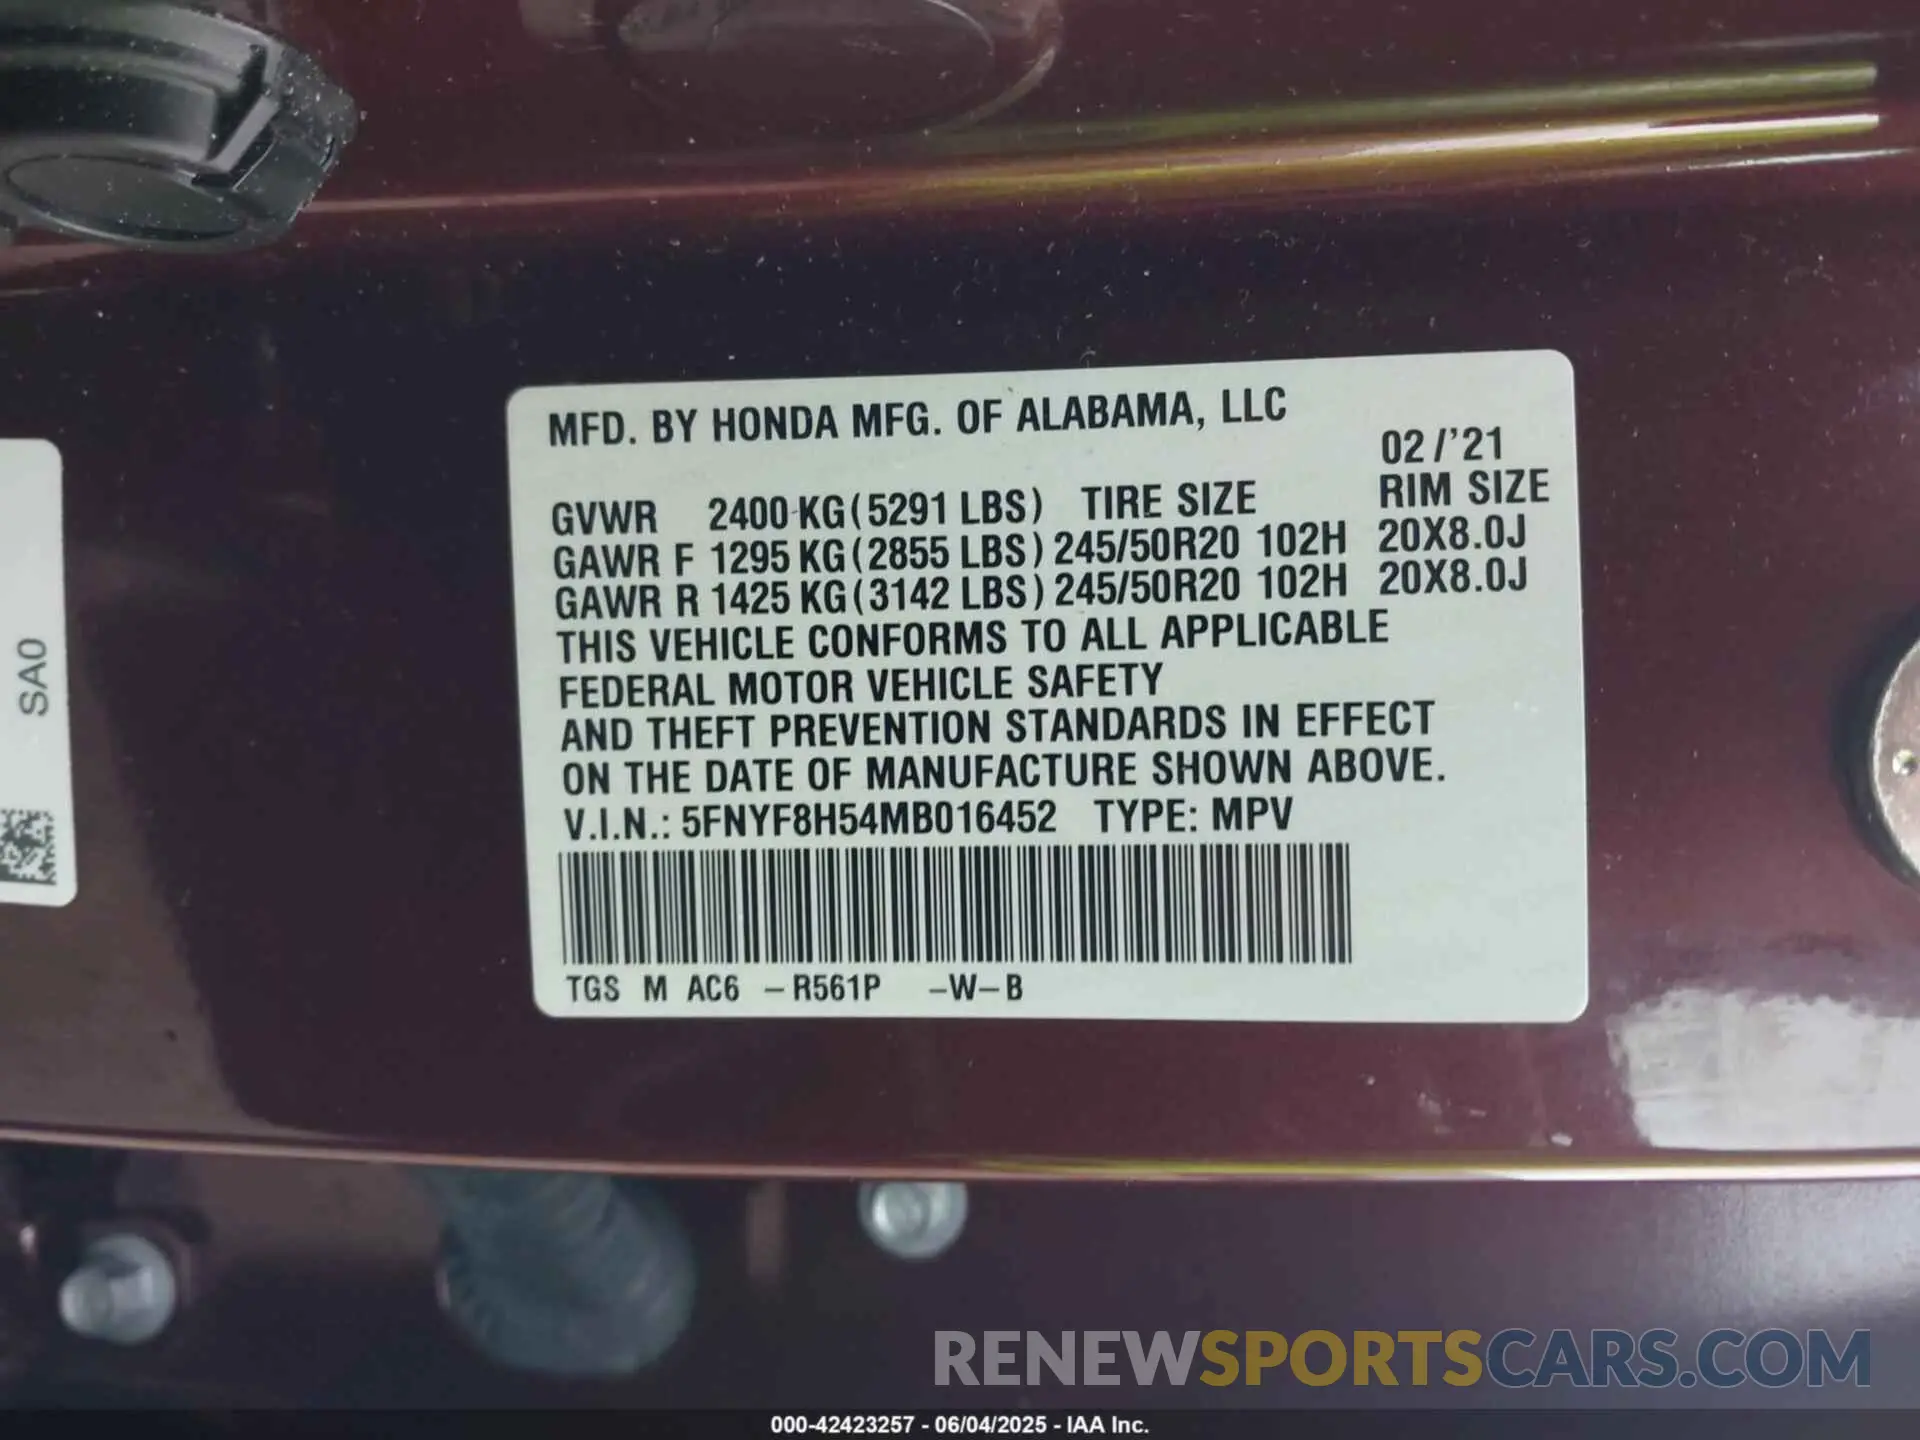 MFD. BY HONDA MFG. OF ALABAMA, LLC
02/'21
GVWR 2400 KG(5291 LBS) TIRE SIZE RIM SIZE
GAWR F 1295 KG(2855 LBS) 245/50R20 102H 20X8.0J
GAWR R 1425 KG(3142 LBS) 245/50R20 102H 20X8.0J
THIS VEHICLE CONFORMS TO ALL APPLICABLE
FEDERAL MOTOR VEHICLE SAFETY
AND THEFT PREVENTION STANDARDS IN EFFECT
ON THE DATE OF MANUFACTURE SHOWN ABOVE.
V.I.N.: 5FNYF8H54MB016452 TYPE: MPV
TGS M AC6 -R561P -W-B
SA0
RENEWSPORTSCARS.COM
000-42423257 - 06/04/2025 - IAA Inc.